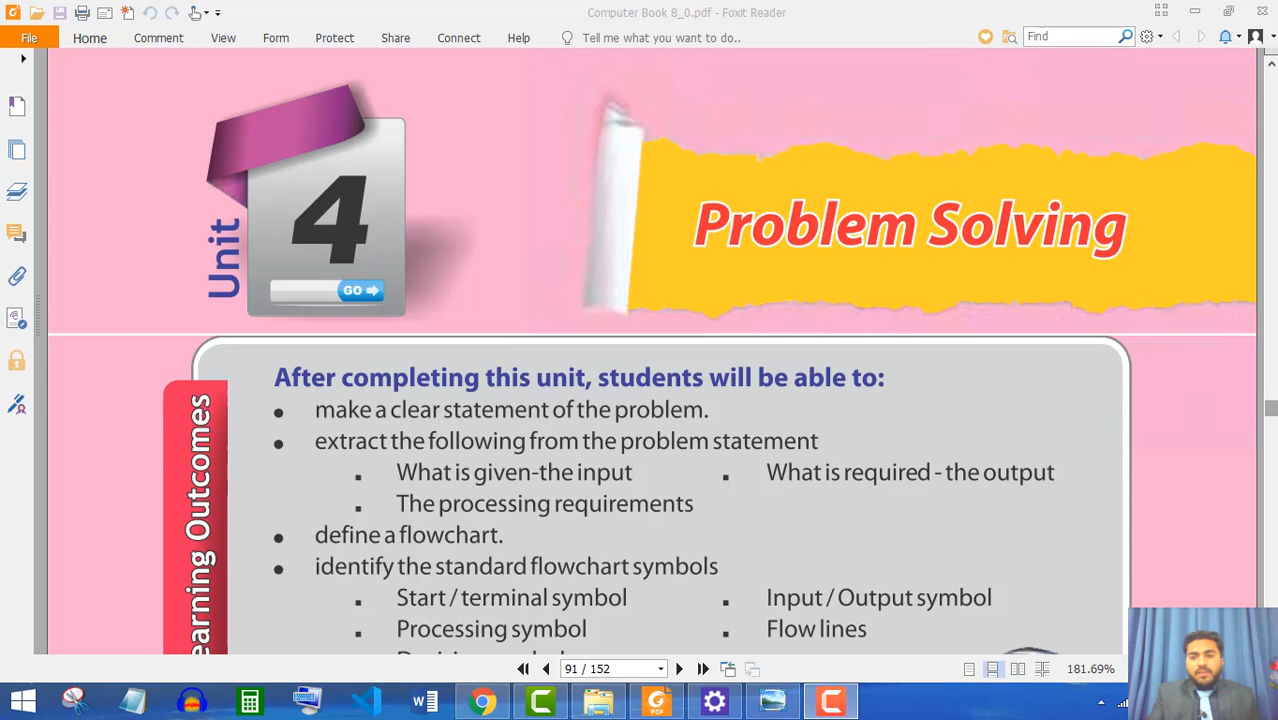 Computer Book 8_0.pdf - Foxit Reader
File Home Comment View Form Protect Share Connect Help Tell me what you want to do.. Find
Unit
4
GO
Problem Solving
After completing this unit, students will be able to:
• make a clear statement of the problem.
• extract the following from the problem statement
▪ What is given-the input ▪ What is required - the output
▪ The processing requirements
• define a flowchart.
• identify the standard flowchart symbols
▪ Start / terminal symbol ▪ Input / Output symbol
▪ Processing symbol ▪ Flow lines
earning Outcomes
91 / 152
181.69%
PDF